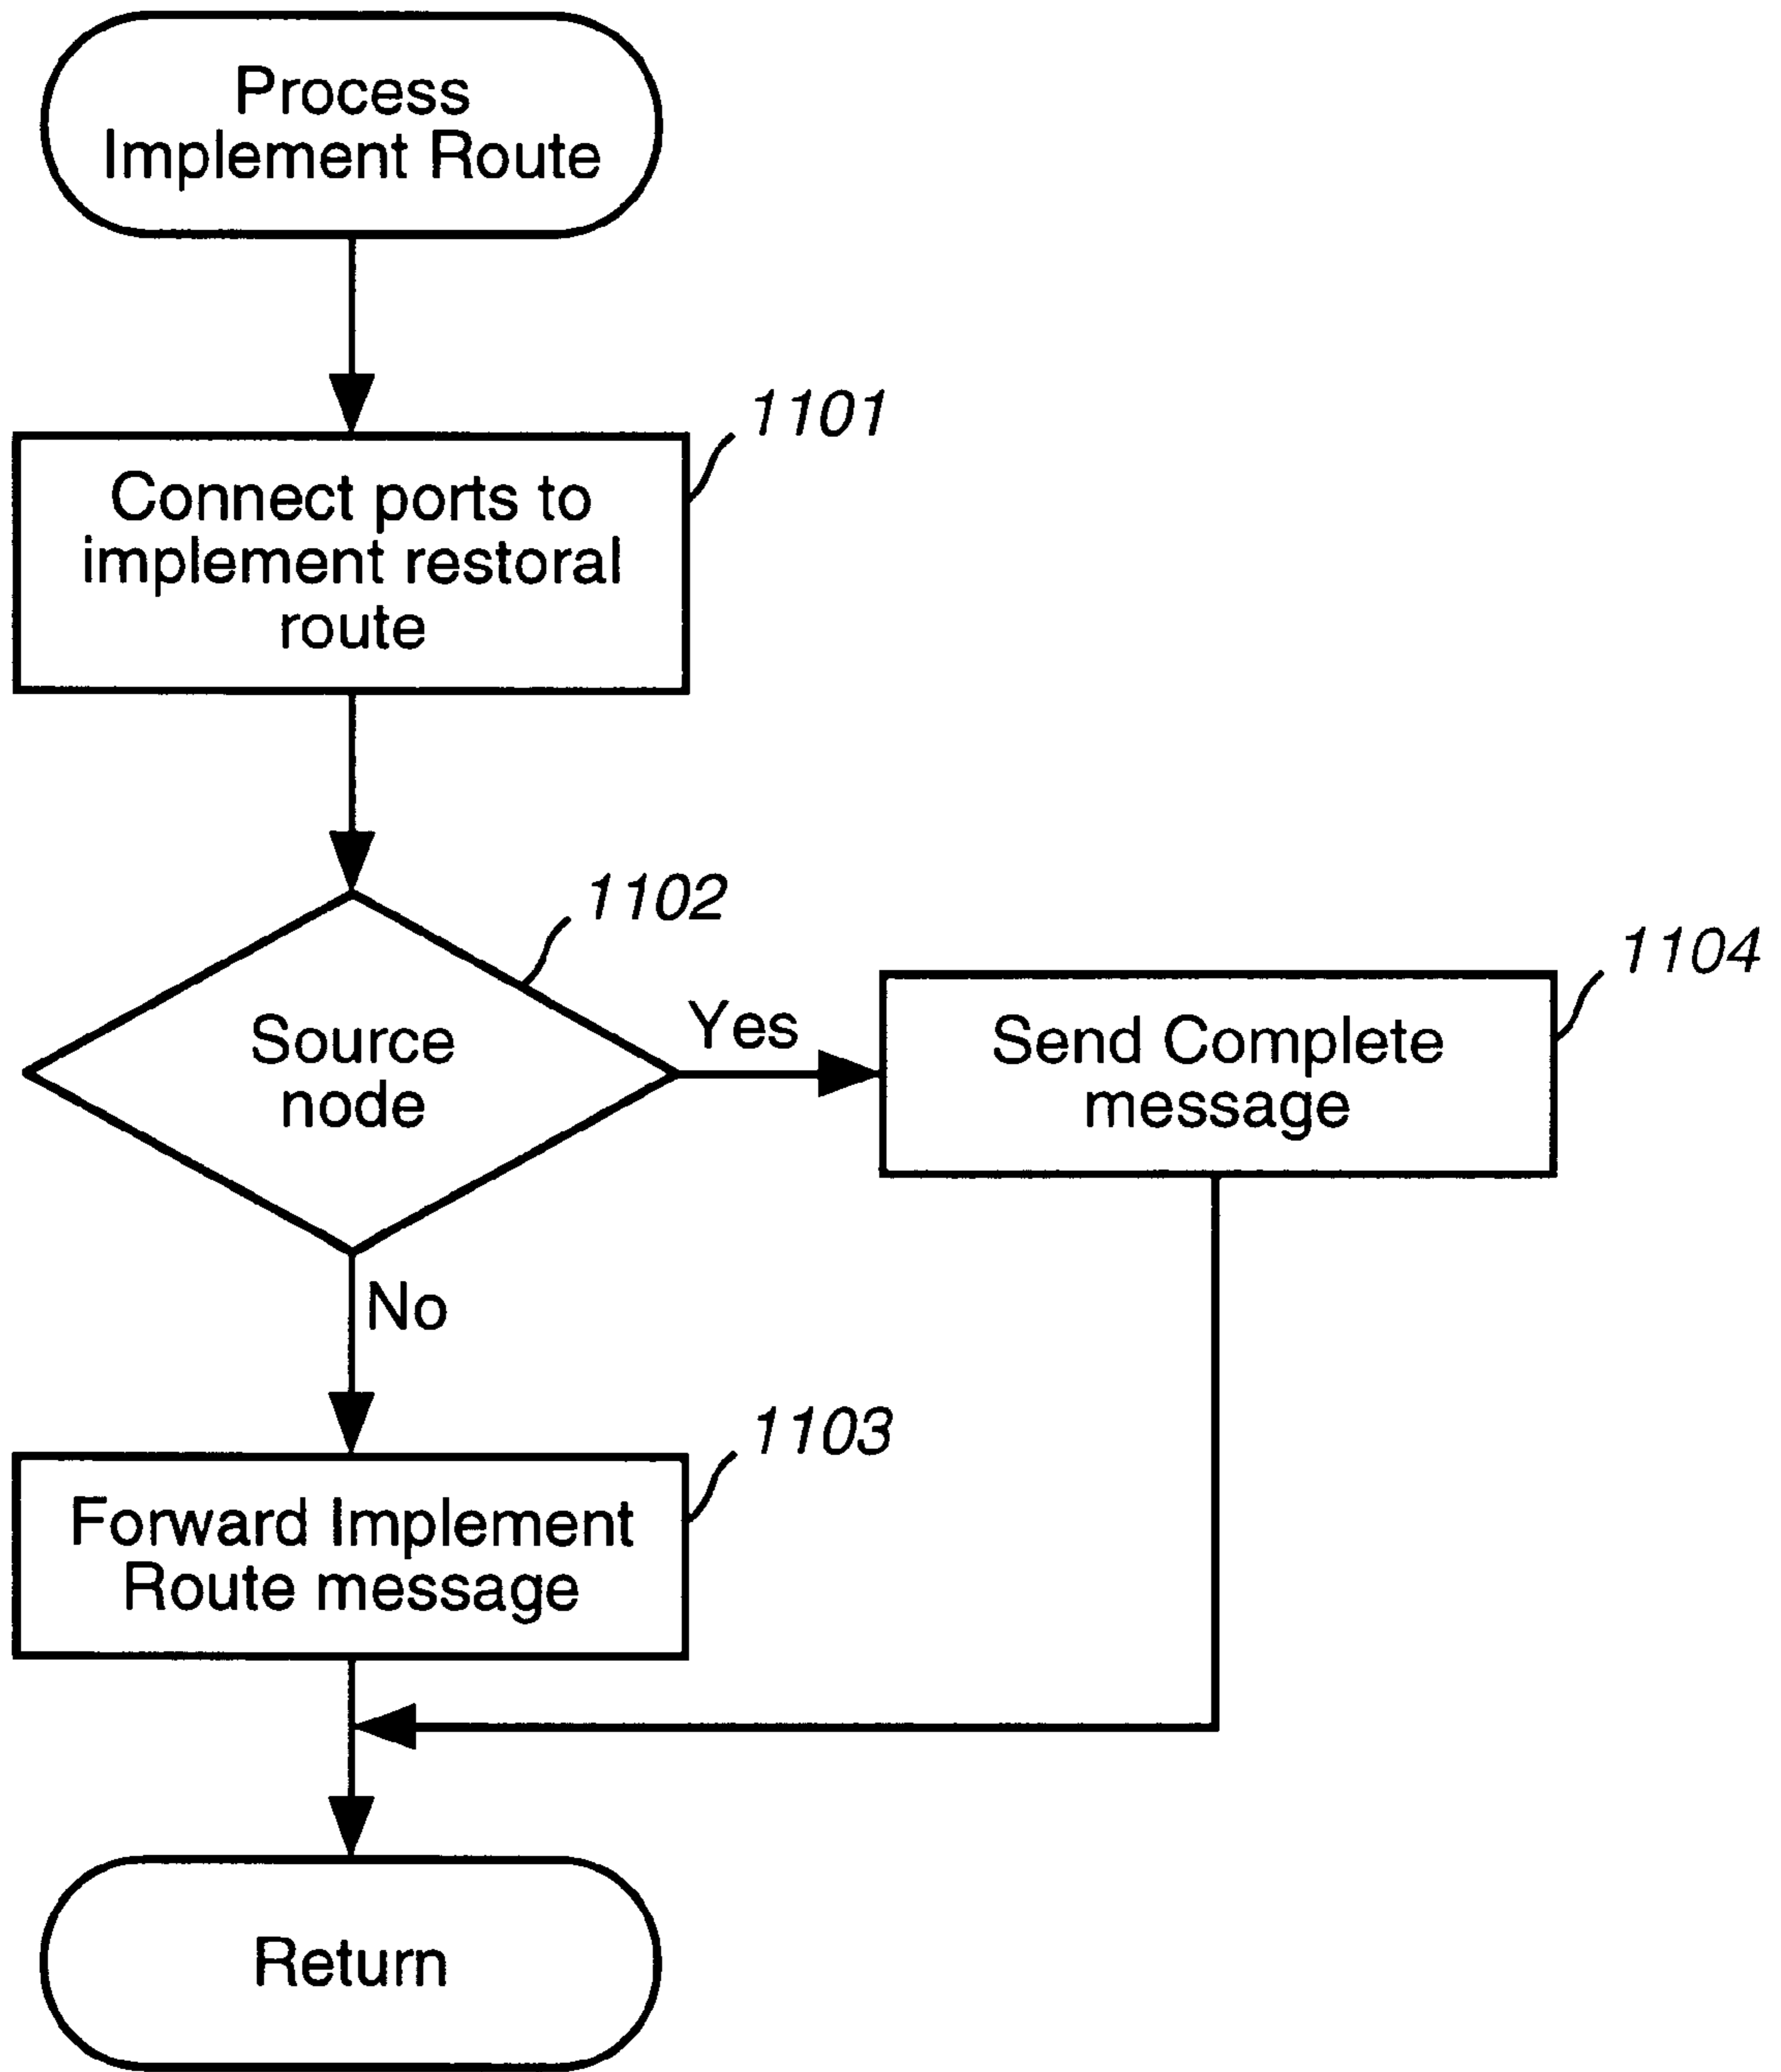 Process
Implement Route
1101
Connect ports to
implement restoral
route
1102
Source
node
Yes
1104
Send Complete
message
No
1103
Forward Implement
Route message
Return